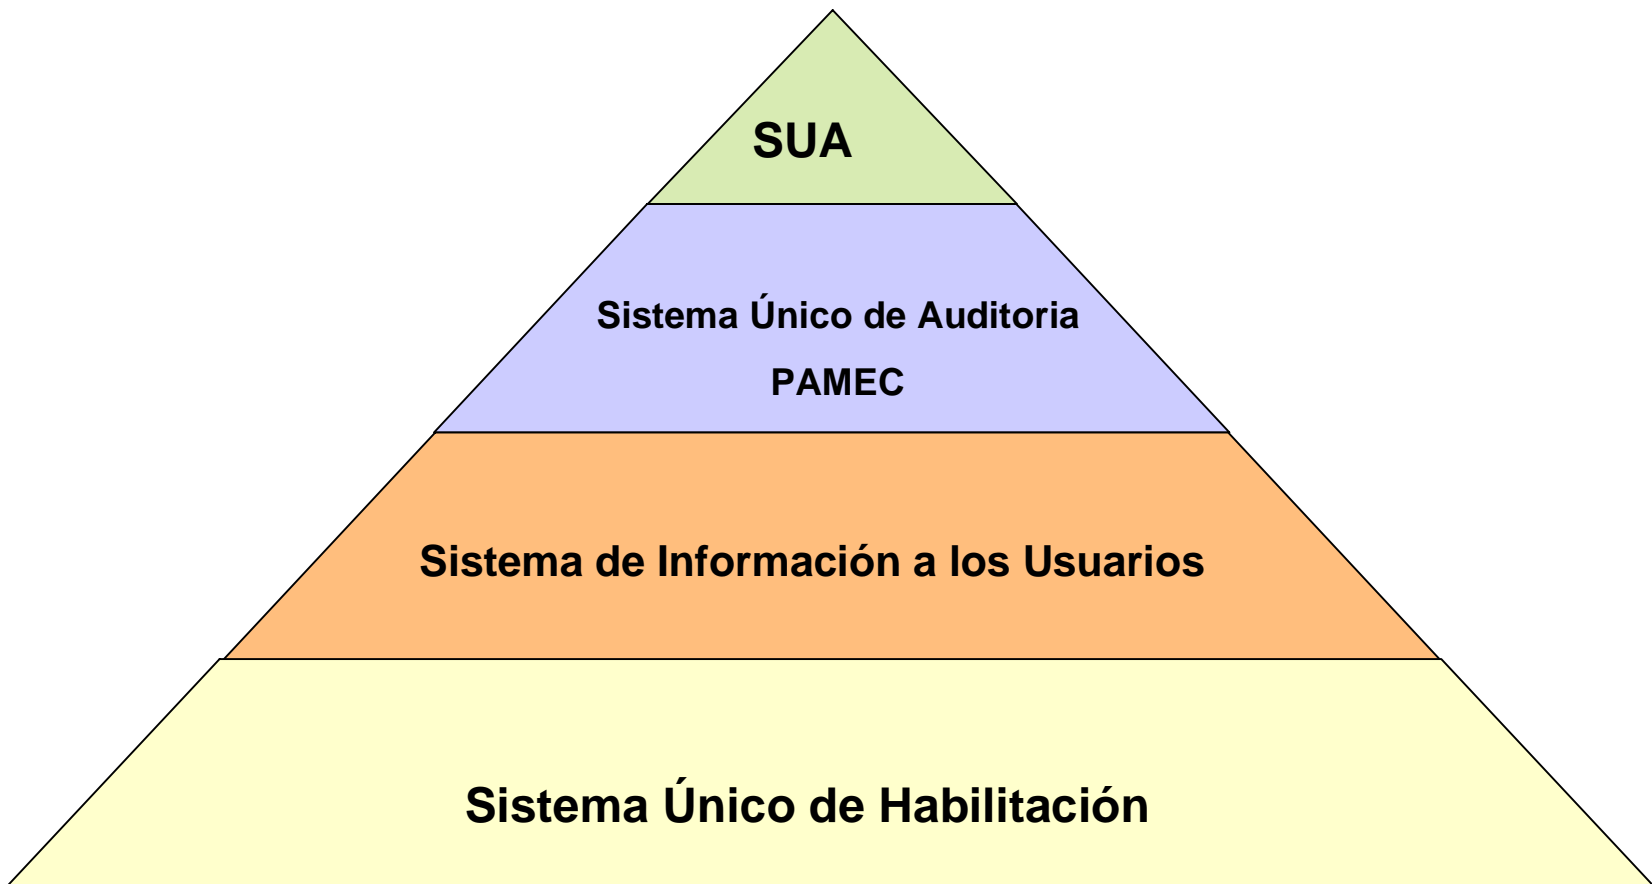 SUA
Sistema Único de Auditoria
PAMEC
Sistema de Información a los Usuarios
Sistema Único de Habilitación